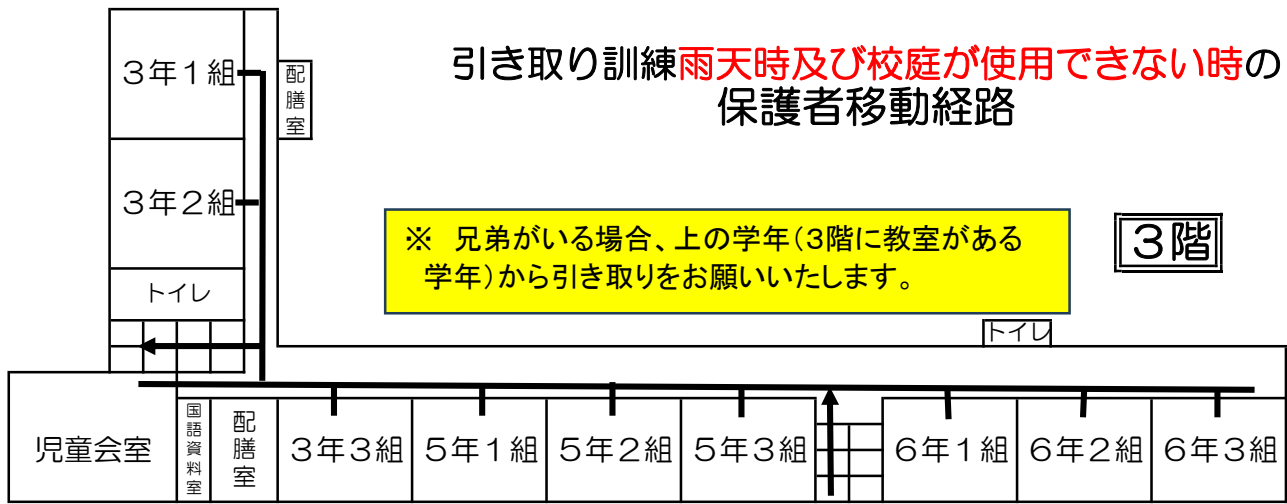 引き取り訓練雨天時及び校庭が使用できない時の
保護者移動経路
3年1組
配膳室
3年2組
※ 兄弟がいる場合、上の学年(3階に教室がある
学年)から引き取りをお願いいたします。
3階
トイレ
トイレ
児童会室
国語資料室
配膳室
3年3組
5年1組
5年2組
5年3組
6年1組
6年2組
6年3組